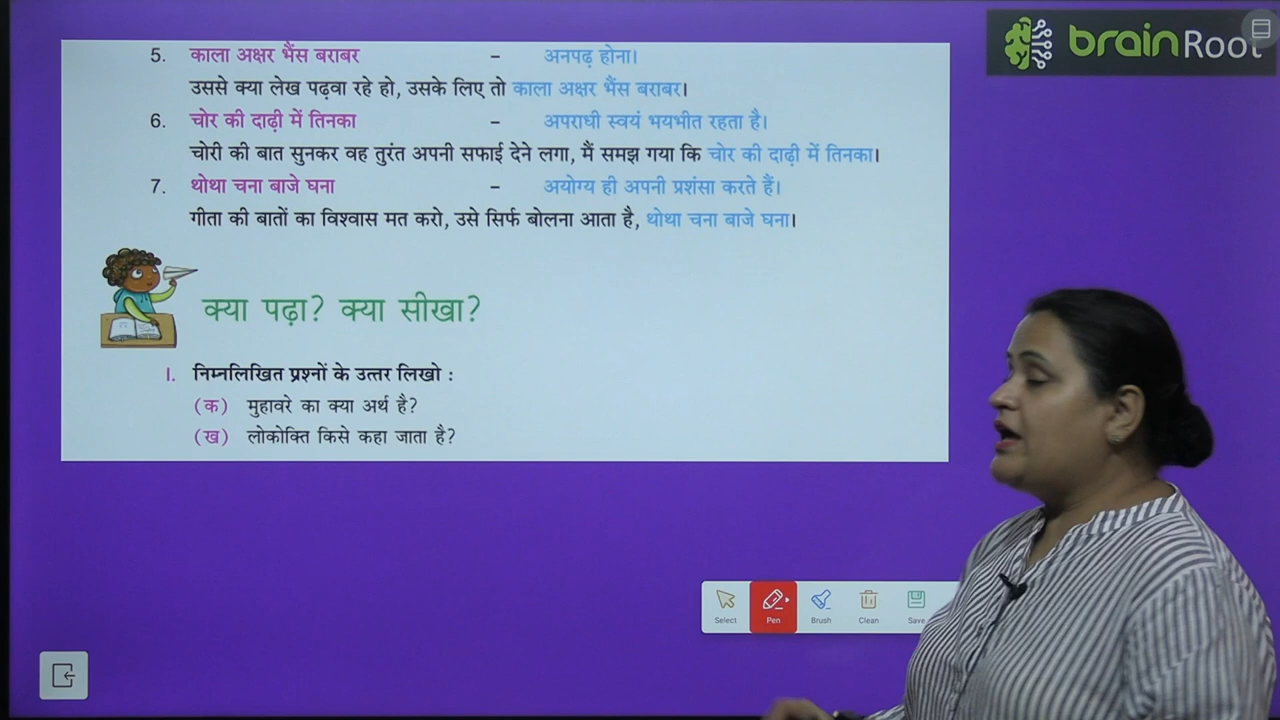 brainRoot
5. काला अक्षर भैंस बराबर – अनपढ़ होना।
उससे क्या लेख पढ़वा रहे हो, उसके लिए तो काला अक्षर भैंस बराबर।
6. चोर की दाढ़ी में तिनका – अपराधी स्वयं भयभीत रहता है।
चोरी की बात सुनकर वह तुरंत अपनी सफाई देने लगा, मैं समझ गया कि चोर की दाढ़ी में तिनका।
7. थोथा चना बाजे घना – अयोग्य ही अपनी प्रशंसा करते हैं।
गीता की बातों का विश्वास मत करो, उसे सिर्फ बोलना आता है, थोथा चना बाजे घना।
क्या पढ़ा? क्या सीखा?
I. निम्नलिखित प्रश्नों के उत्तर लिखो :
(क) मुहावरे का क्या अर्थ है?
(ख) लोकोक्ति किसे कहा जाता है?
Select Pen Brush Clean Save